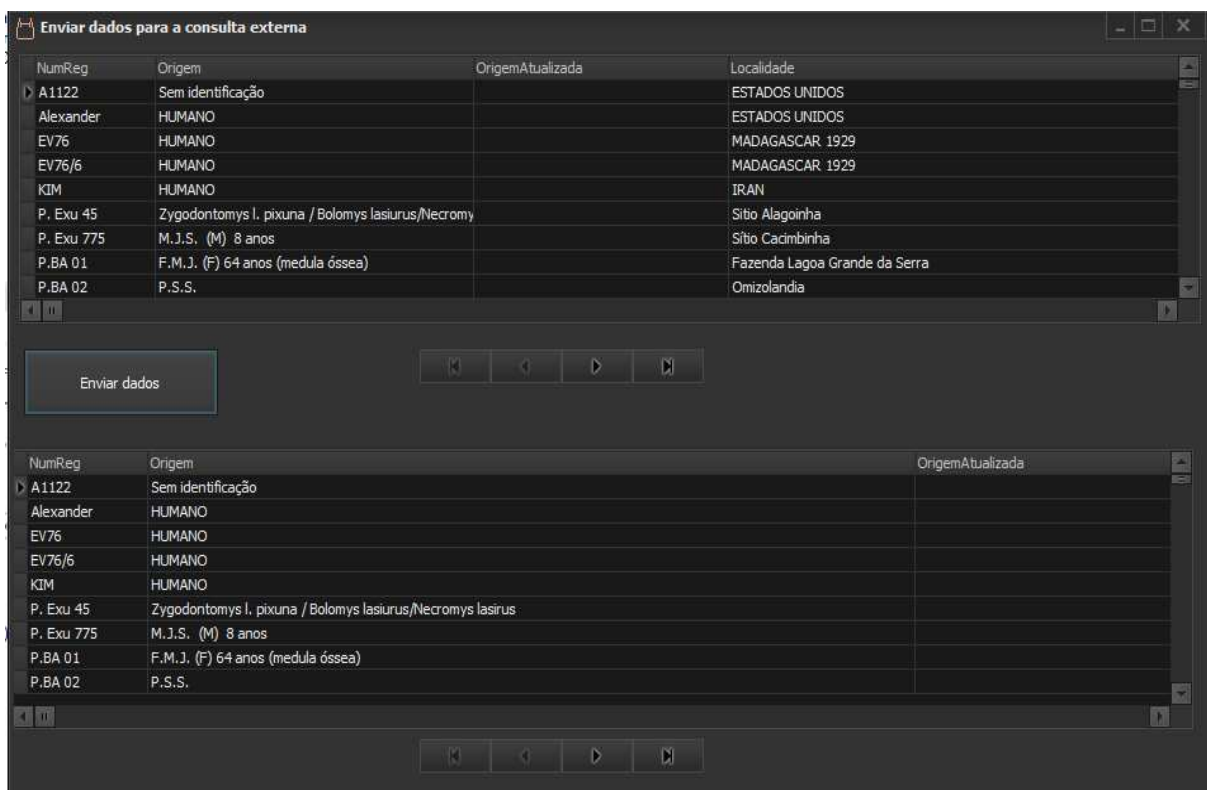 Enviar dados para a consulta externa
NumReg Origem OrigemAtualizada Localidade
A1122 Sem identificação ESTADOS UNIDOS
Alexander HUMANO ESTADOS UNIDOS
EV76 HUMANO MADAGASCAR 1929
EV76/6 HUMANO MADAGASCAR 1929
KIM HUMANO IRAN
P. Exu 45 Zygodontomys l. pixuna / Bolomys lasiurus/Necromy Sitio Alagoinha
P. Exu 775 M.J.S. (M) 8 anos Sítio Cacimbinha
P.BA 01 F.M.J. (F) 64 anos (medula óssea) Fazenda Lagoa Grande da Serra
P.BA 02 P.S.S. Omizolandia
Enviar dados
NumReg Origem OrigemAtualizada
A1122 Sem identificação
Alexander HUMANO
EV76 HUMANO
EV76/6 HUMANO
KIM HUMANO
P. Exu 45 Zygodontomys l. pixuna / Bolomys lasiurus/Necromys lasirus
P. Exu 775 M.J.S. (M) 8 anos
P.BA 01 F.M.J. (F) 64 anos (medula óssea)
P.BA 02 P.S.S.